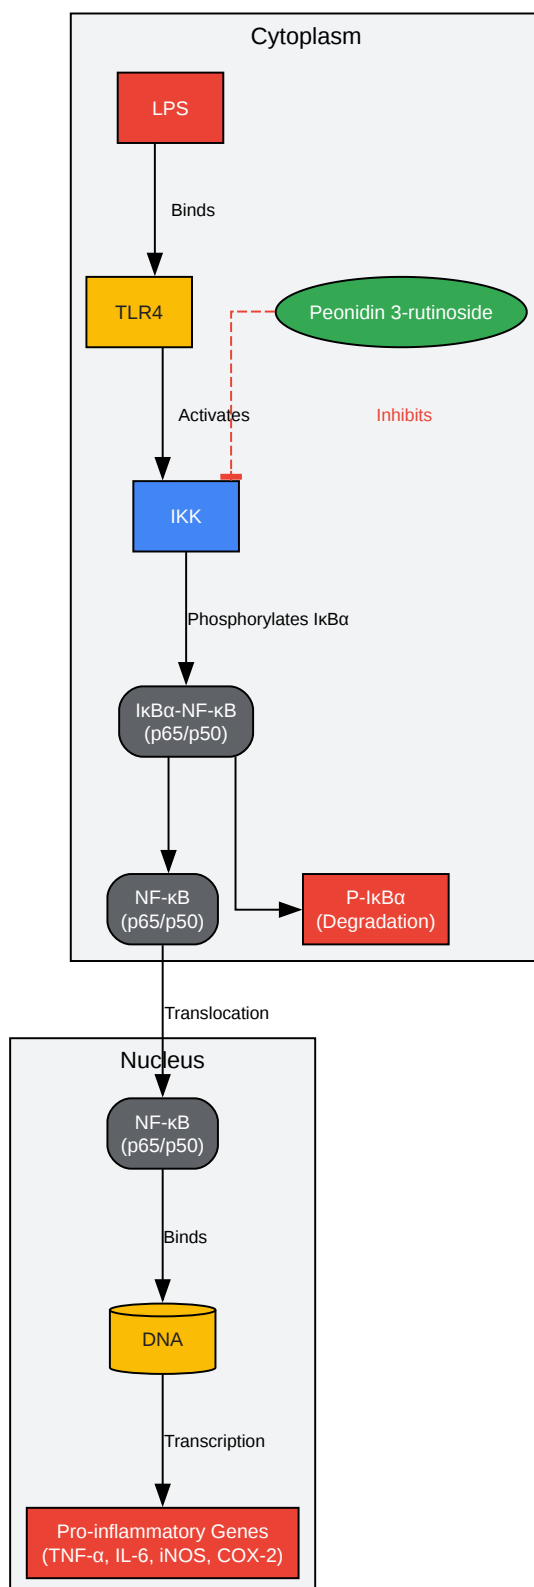 Cytoplasm
LPS
Binds
TLR4
Peonidin 3-rutinoside
Activates
Inhibits
IKK
Phosphorylates IκBα
IκBα-NF-κB
(p65/p50)
NF-κB
(p65/p50)
P-IκBα
(Degradation)
Translocation
Nucleus
NF-κB
(p65/p50)
Binds
DNA
Transcription
Pro-inflammatory Genes
(TNF-α, IL-6, iNOS, COX-2)